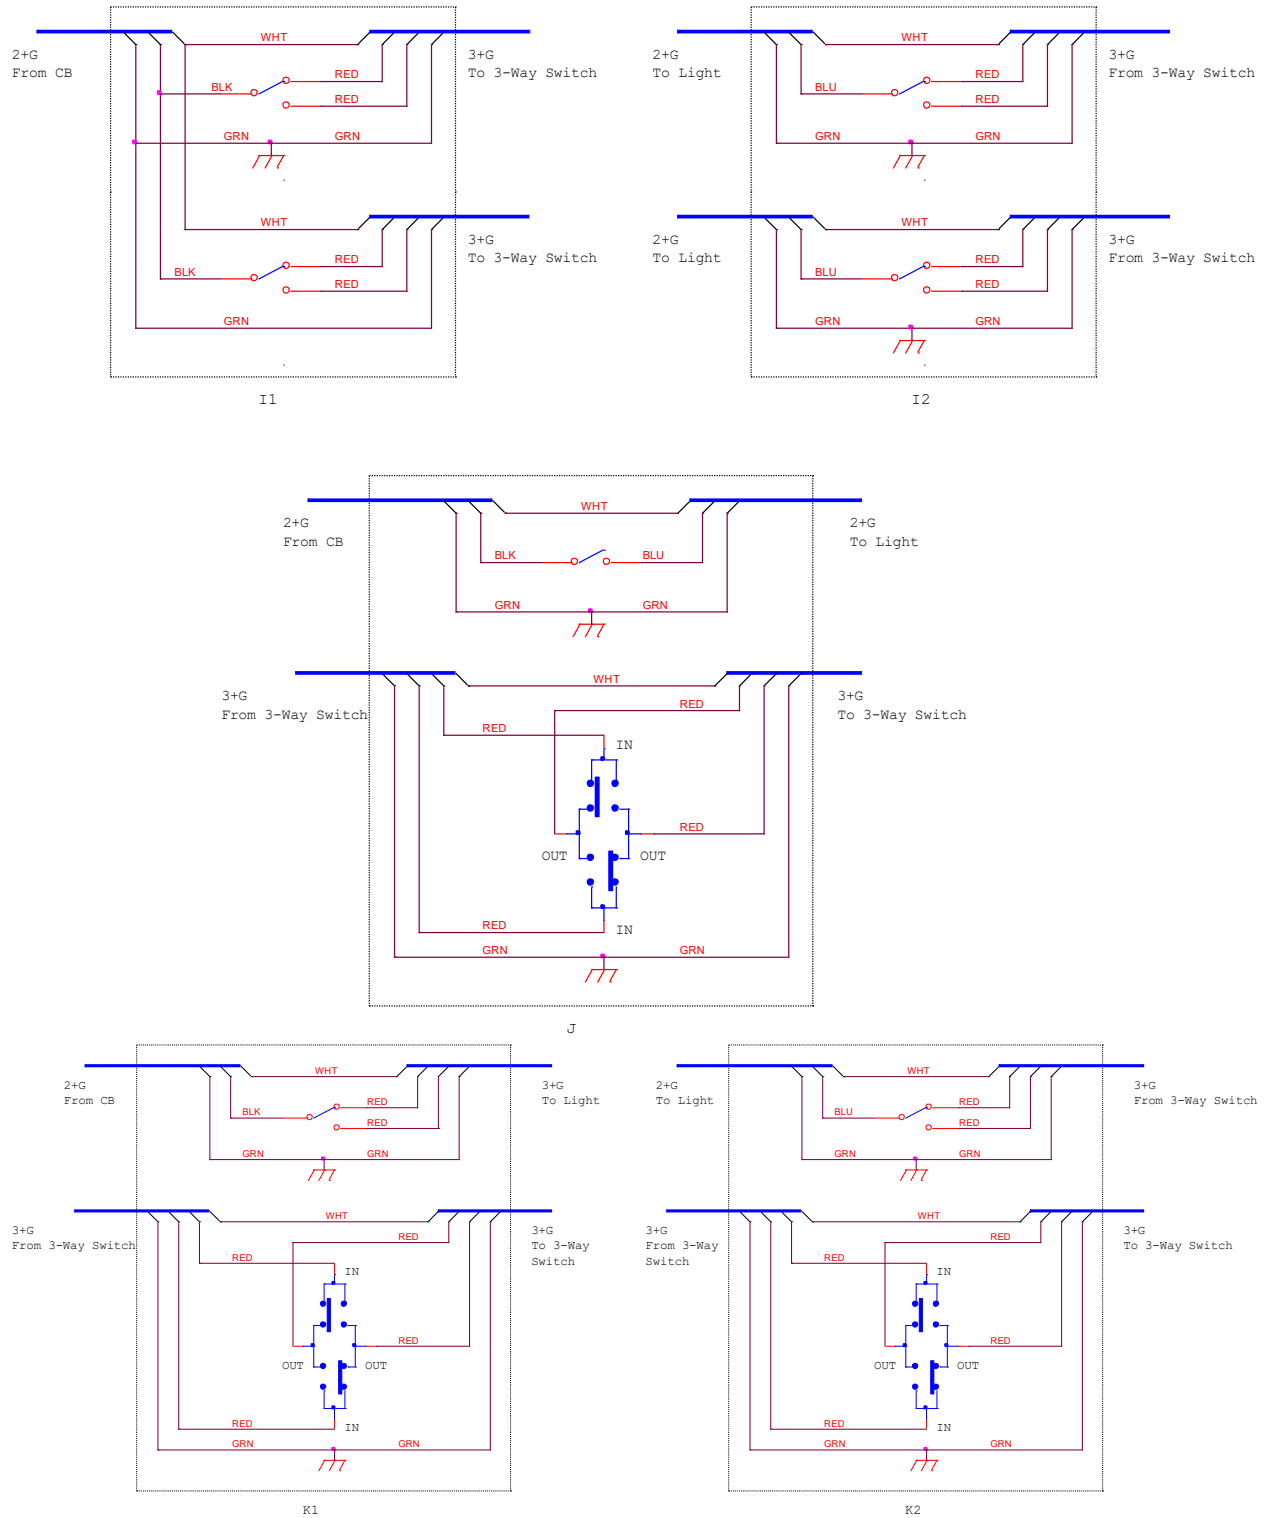 WHT
2+G
From CB
3+G
To 3-Way Switch
RED
BLK
RED
GRN GRN
WHT
3+G
To 3-Way Switch
RED
BLK
RED
GRN
I1
WHT
2+G
To Light
3+G
From 3-Way Switch
RED
BLU
RED
GRN GRN
WHT
2+G
To Light
3+G
From 3-Way Switch
RED
BLU
RED
GRN GRN
I2
WHT
2+G
From CB
2+G
To Light
BLK BLU
GRN GRN
WHT
3+G
From 3-Way Switch
3+G
To 3-Way Switch
RED
RED
IN
RED
OUT OUT
RED
IN
GRN GRN
J
WHT
2+G
From CB
3+G
To Light
RED
BLK
RED
GRN GRN
WHT
3+G
From 3-Way Switch
3+G
To 3-Way
Switch
RED
RED
IN
RED
OUT OUT
RED
IN
GRN GRN
K1
WHT
2+G
To Light
3+G
From 3-Way Switch
RED
BLU
RED
GRN GRN
WHT
3+G
From 3-Way
Switch
3+G
To 3-Way Switch
RED
RED
IN
RED
OUT OUT
RED
IN
GRN GRN
K2